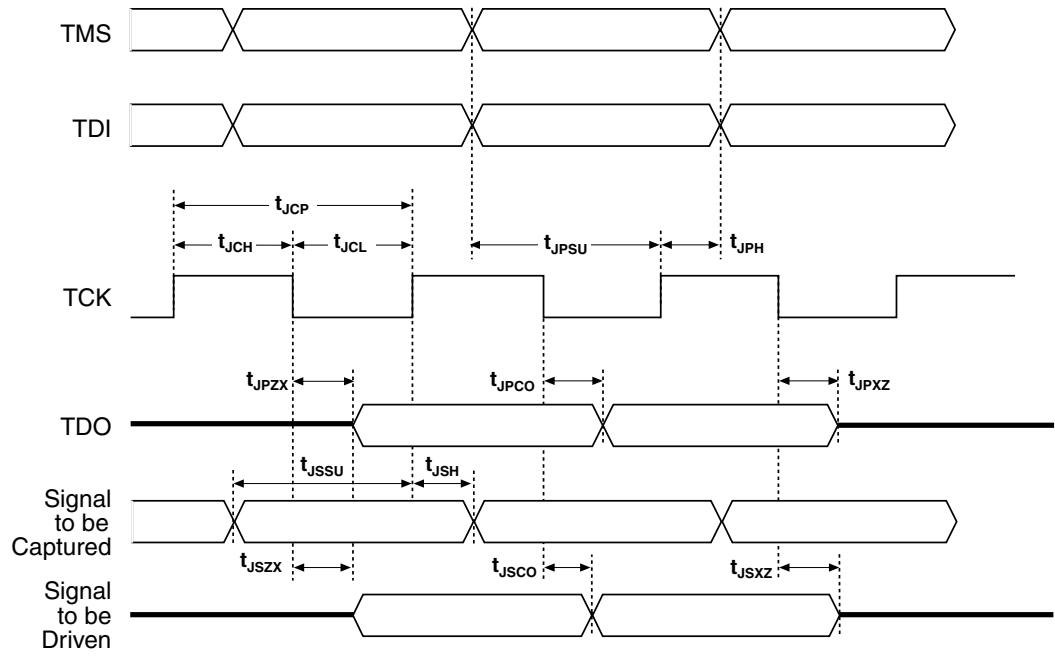 TMS
TDI
tJCP
tJCH
tJCL
tJPSU
tJPH
TCK
tJPZX
tJPCO
tJPXZ
TDO
tJSSU
tJSH
Signal
to be
Captured
tJSZX
tJSCO
tJSXZ
Signal
to be
Driven